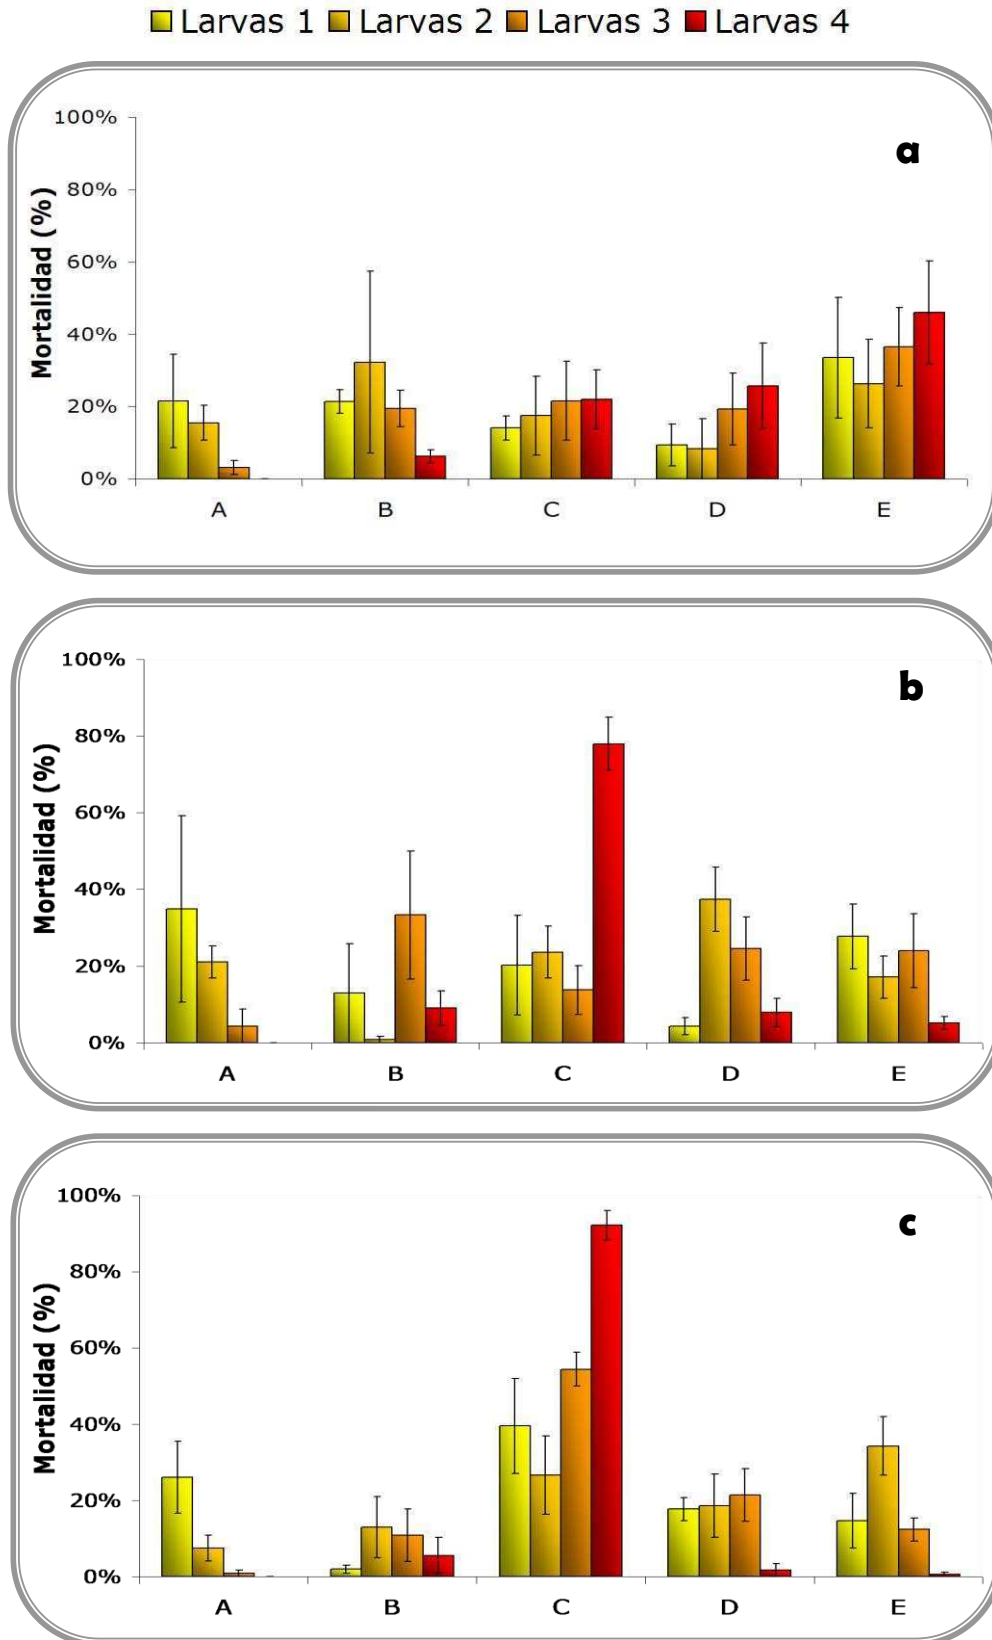 Larvas 1 Larvas 2 Larvas 3 Larvas 4
a
Mortalidad (%)
100%
80%
60%
40%
20%
0%
A B C D E
b
Mortalidad (%)
100%
80%
60%
40%
20%
0%
A B C D E
c
Mortalidad (%)
100%
80%
60%
40%
20%
0%
A B C D E